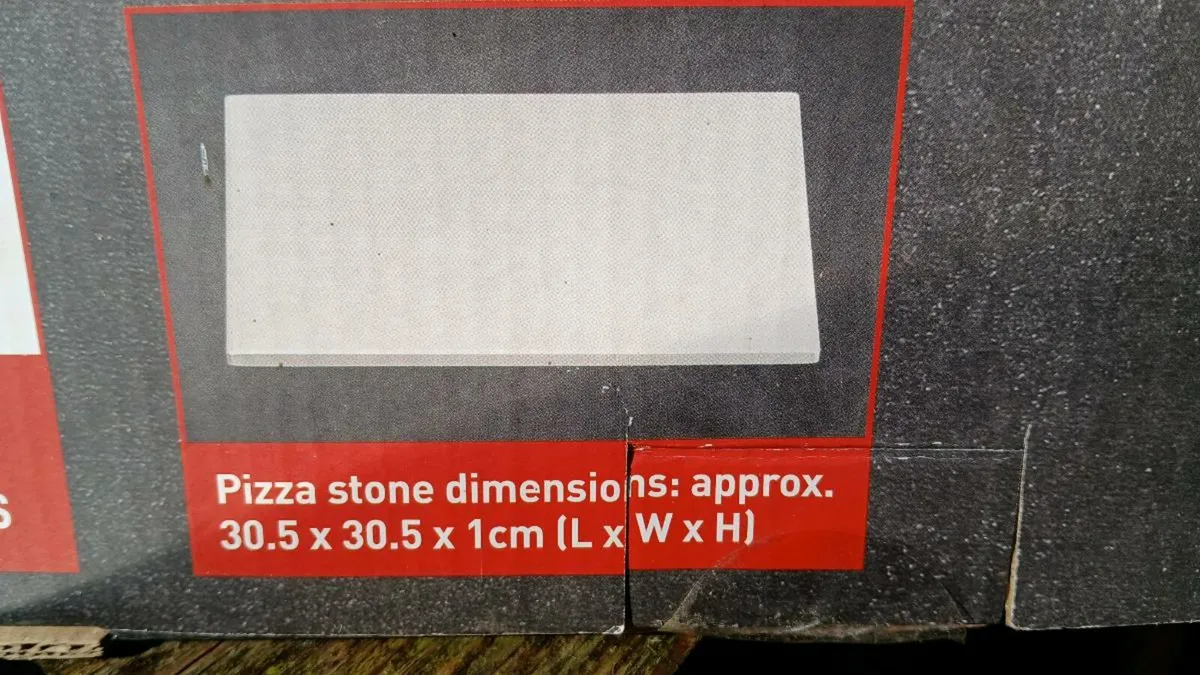 Pizza stone dimensions: approx.
30.5 x 30.5 x 1cm (L x W x H)
S